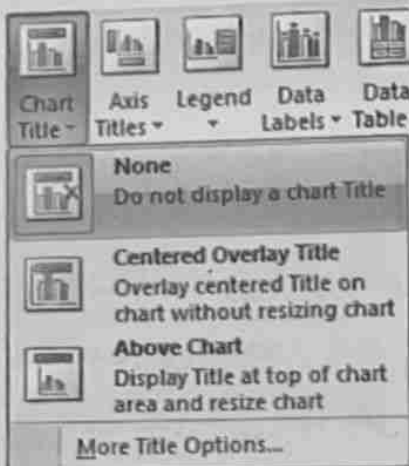 Chart Axis Legend Data Data
Title Titles Labels Table
None
Do not display a chart Title
Centered Overlay Title
Overlay centered Title on
chart without resizing chart
Above Chart
Display Title at top of chart
area and resize chart
More Title Options...